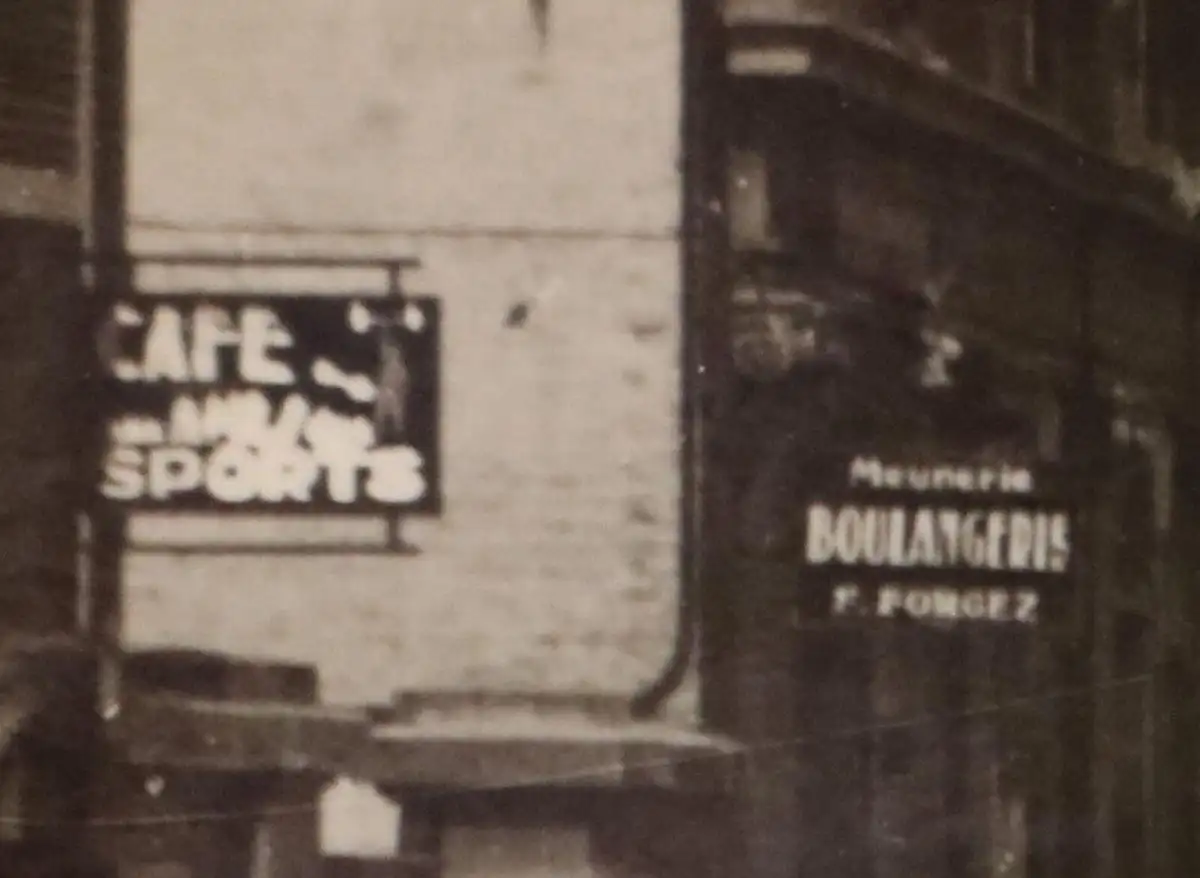 CAFE
SPORTS
Meunerie
BOULANGERIE
F. FORGEZ